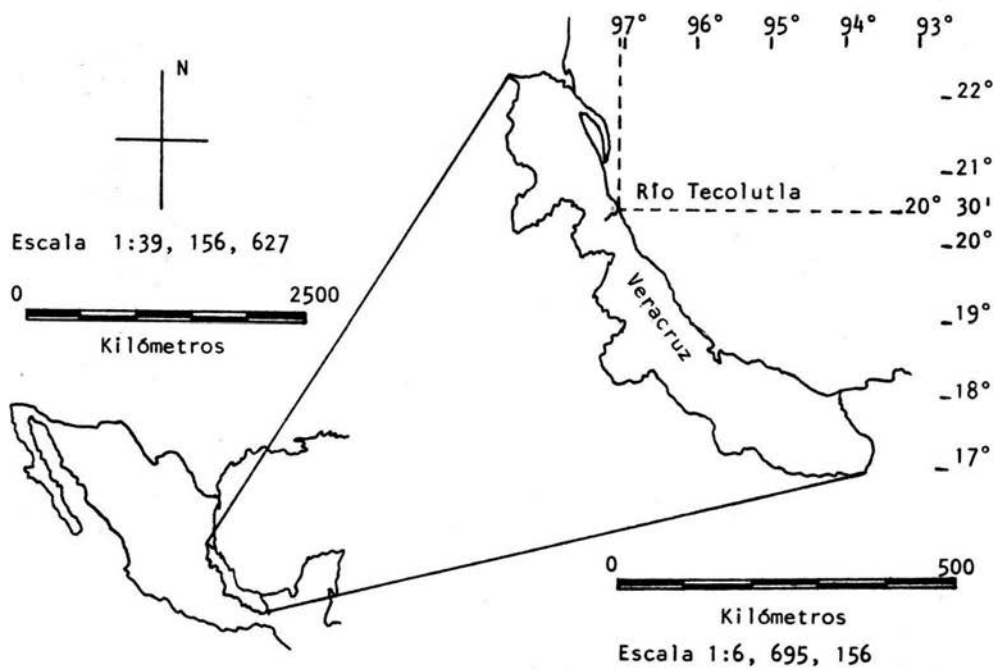 97° 96° 95° 94° 93°
N
22°
21°
Río Tecolutla
20° 30'
Escala 1:39, 156, 627
20°
0 2500
Veracruz
19°
Kilómetros
18°
17°
0 500
Kilómetros
Escala 1:6, 695, 156